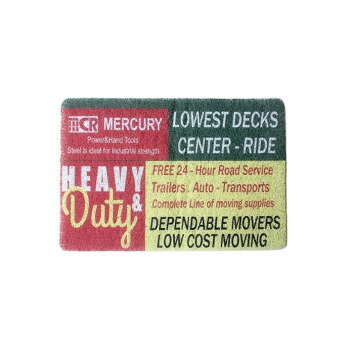 MCR MERCURY
Power&Hand Tools
Steel is ideal for industrial strength
HEAVY
& Duty
LOWEST DECKS
CENTER - RIDE
FREE 24 - Hour Road Service
Trailers Auto - Transports
Complete Line of moving supplies
DEPENDABLE MOVERS
LOW COST MOVING